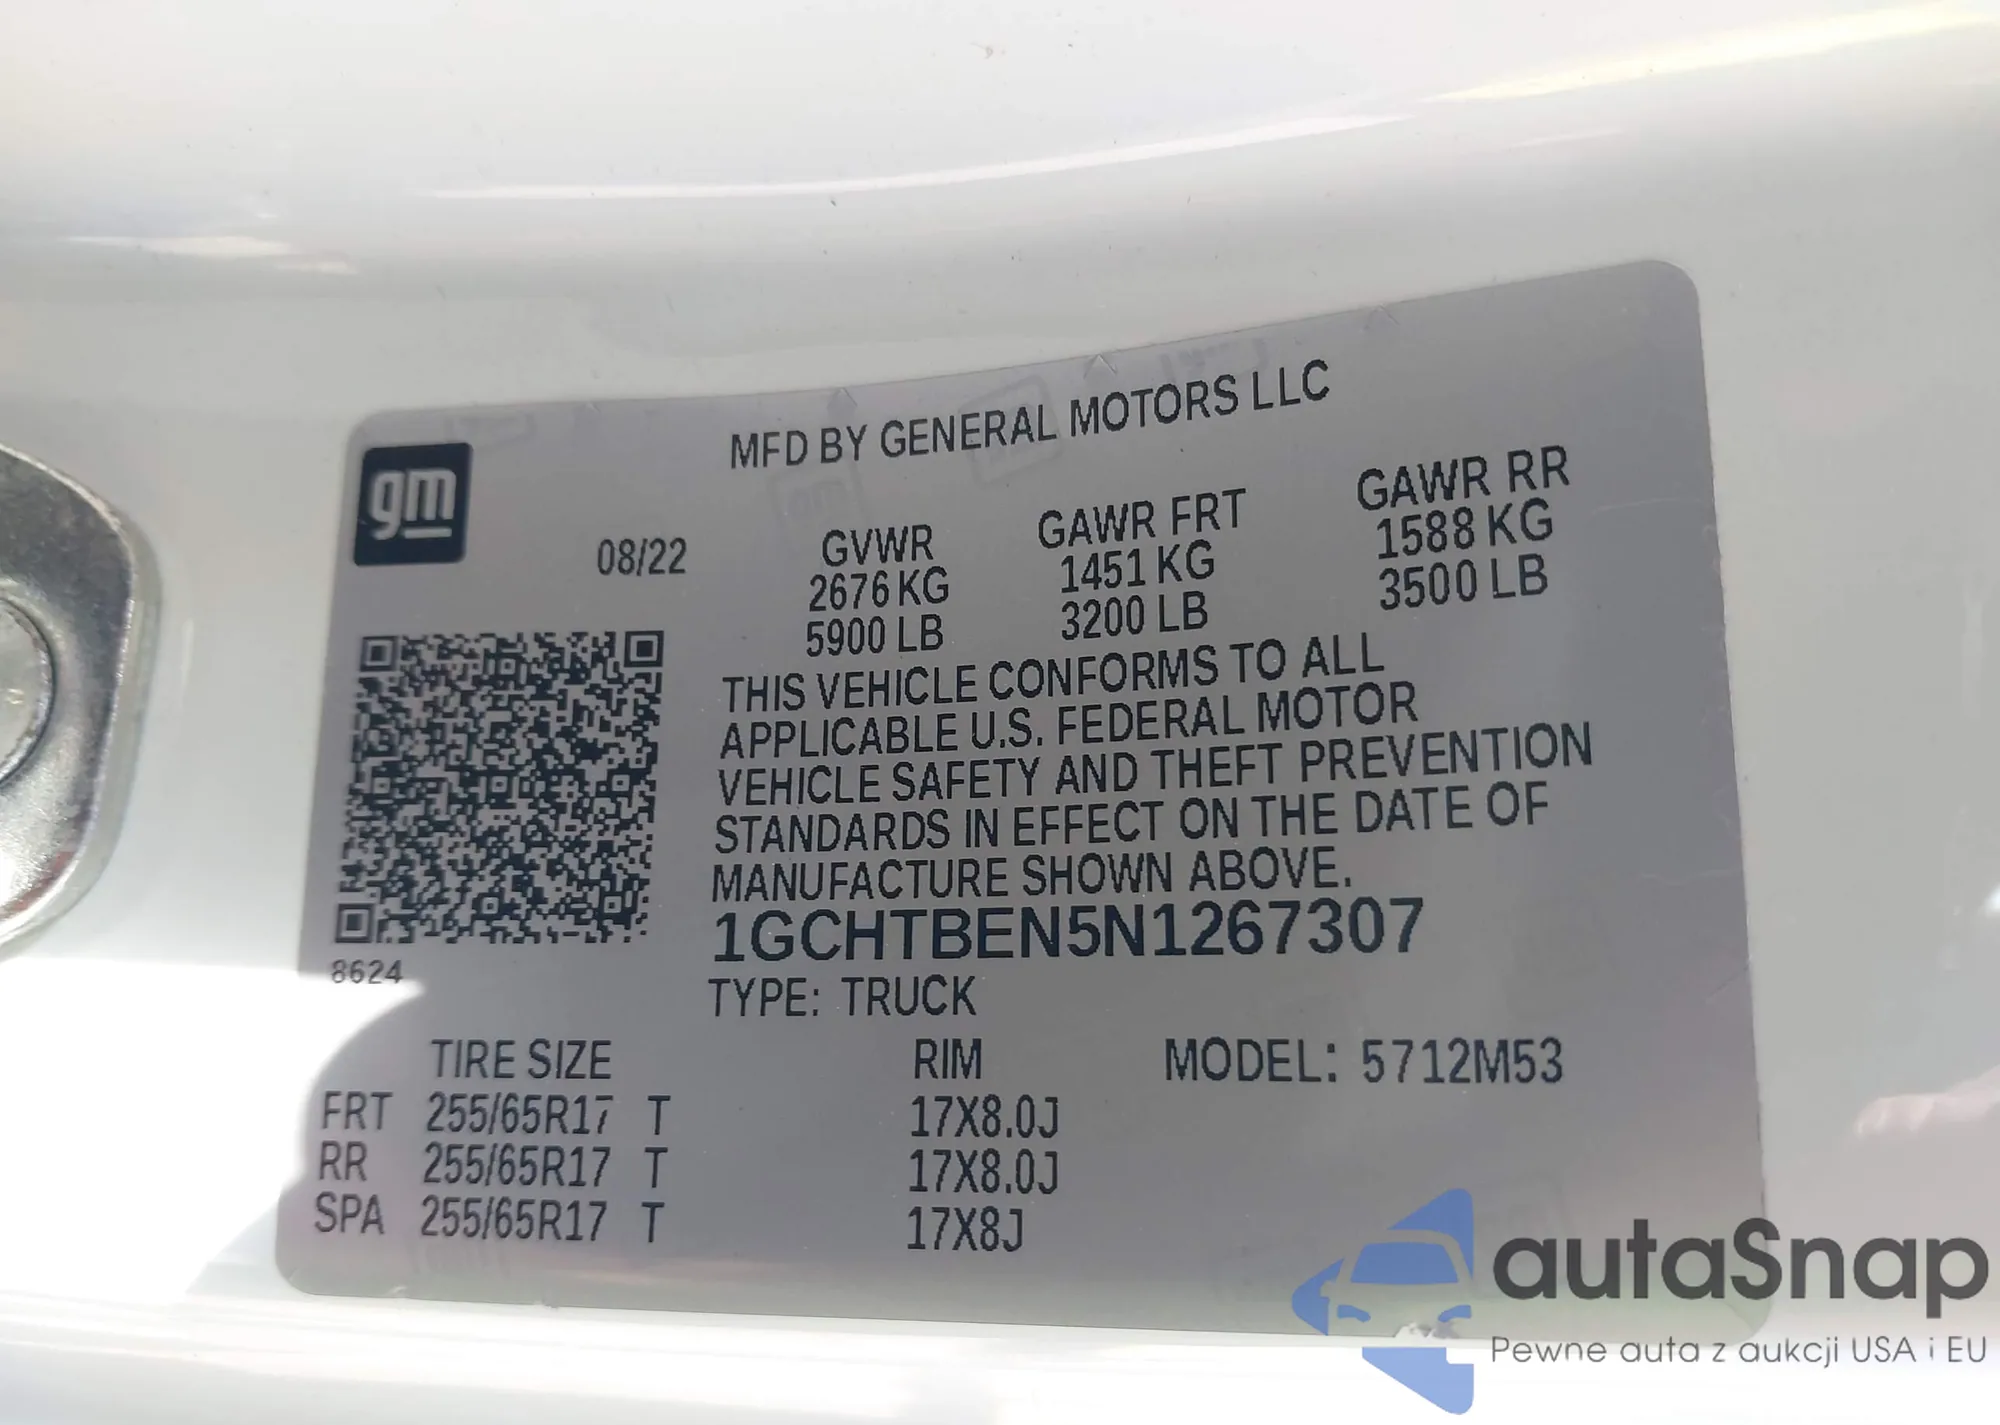 MFD BY GENERAL MOTORS LLC
gm
08/22 GVWR GAWR FRT GAWR RR
2676 KG 1451 KG 1588 KG
5900 LB 3200 LB 3500 LB
THIS VEHICLE CONFORMS TO ALL
APPLICABLE U.S. FEDERAL MOTOR
VEHICLE SAFETY AND THEFT PREVENTION
STANDARDS IN EFFECT ON THE DATE OF
MANUFACTURE SHOWN ABOVE.
1GCHTBEN5N1267307
8624
TYPE: TRUCK
TIRE SIZE RIM MODEL: 5712M53
FRT 255/65R17 T 17X8.0J
RR 255/65R17 T 17X8.0J
SPA 255/65R17 T 17X8J
autaSnap
Pewne auta z aukcji USA i EU